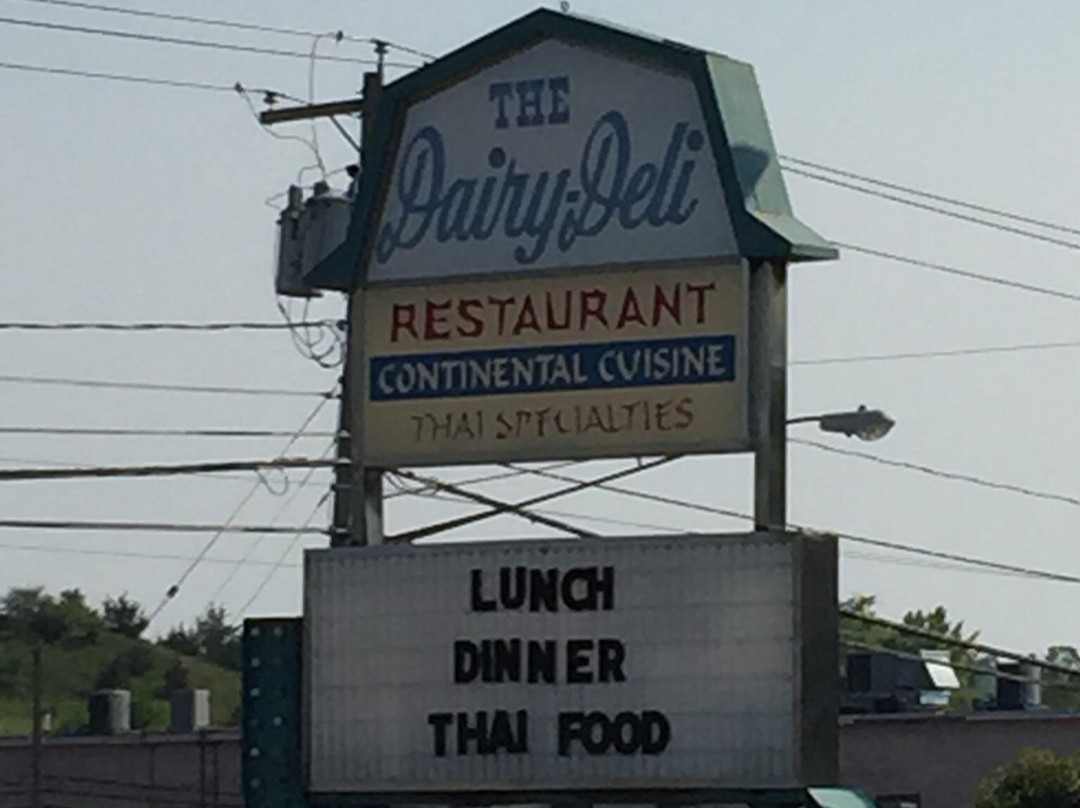 THE
Dairy-Deli
RESTAURANT
CONTINENTAL CUISINE
THAI SPECIALTIES
LUNCH
DINNER
THAI FOOD